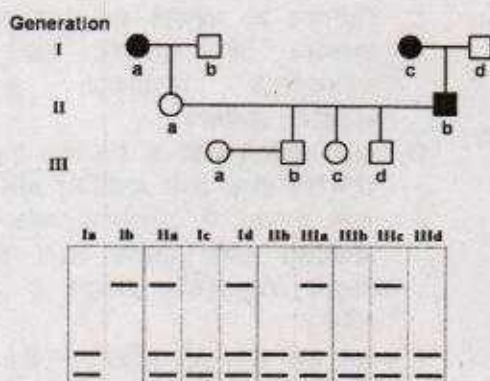 Generation
I
a b c d
II
a b
III
a b c d
Ia Ib IIa Ic Id IIb IIIa IIIb IIIc IIId